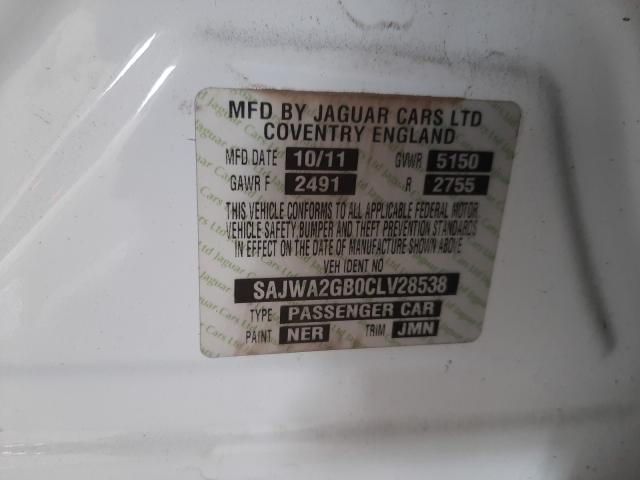 MFD BY JAGUAR CARS LTD
COVENTRY ENGLAND
MFD DATE 10/11 GVWR 5150
GAWR F 2491 R 2755
THIS VEHICLE CONFORMS TO ALL APPLICABLE FEDERAL MOTOR
VEHICLE SAFETY BUMPER AND THEFT PREVENTION STANDARDS
IN EFFECT ON THE DATE OF MANUFACTURE SHOWN ABOVE
VEH IDENT NO
SAJWA2GB0CLV28538
TYPE PASSENGER CAR
PAINT NER TRIM JMN